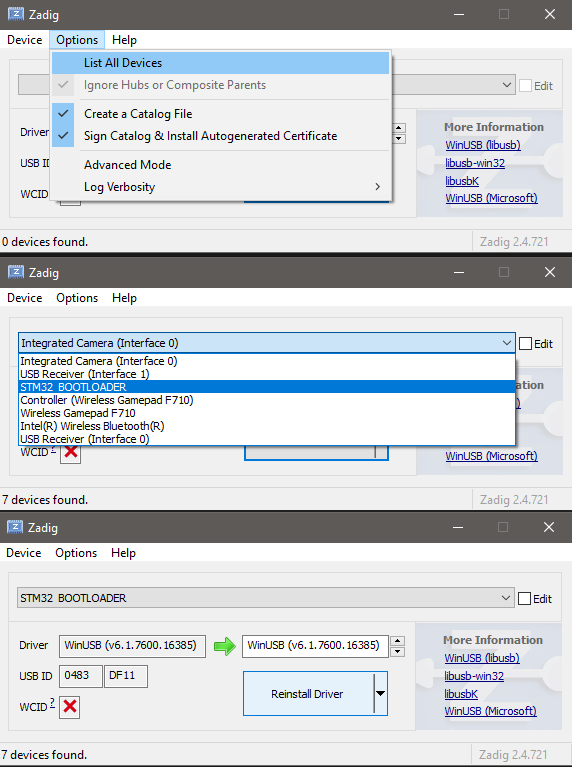 Zadig
Device Options Help
List All Devices
Ignore Hubs or Composite Parents
Edit
Create a Catalog File
Driver
Sign Catalog & Install Autogenerated Certificate
More Information
WinUSB (libusb)
USB ID
Advanced Mode
libusb-win32
Log Verbosity
libusbK
WCID
WinUSB (Microsoft)
0 devices found.
Zadig 2.4.721
Zadig
Device Options Help
Integrated Camera (Interface 0)
Edit
Integrated Camera (Interface 0)
USB Receiver (Interface 1)
STM32 BOOTLOADER
Controller (Wireless Gamepad F710)
Wireless Gamepad F710
Intel(R) Wireless Bluetooth(R)
USB Receiver (Interface 0)
WCID ?
WinUSB (Microsoft)
7 devices found.
Zadig 2.4.721
Zadig
Device Options Help
STM32 BOOTLOADER
Edit
Driver WinUSB (v6.1.7600.16385) WinUSB (v6.1.7600.16385)
More Information
WinUSB (libusb)
USB ID 0483 DF11
libusb-win32
Reinstall Driver
libusbK
WCID ?
WinUSB (Microsoft)
7 devices found.
Zadig 2.4.721